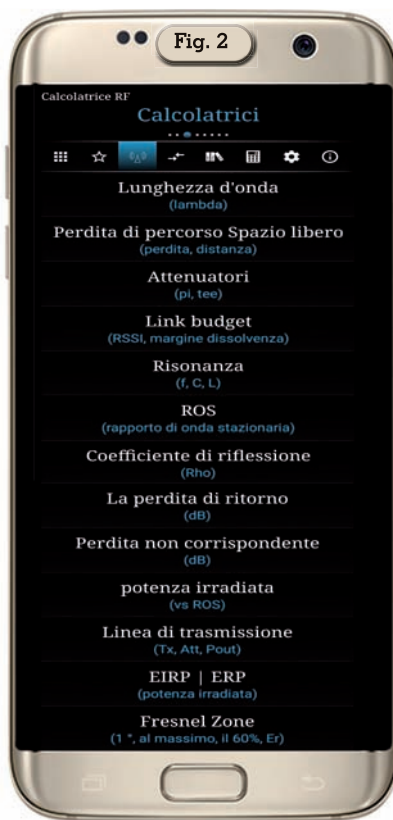 Fig. 2
Calcolatrice RF
Calcolatrici
Lunghezza d'onda
(lambda)
Perdita di percorso Spazio libero
(perdita, distanza)
Attenuatori
(pi, tee)
Link budget
(RSSI, margine dissolvenza)
Risonanza
(f, C, L)
ROS
(rapporto di onda stazionaria)
Coefficiente di riflessione
(Rho)
La perdita di ritorno
(dB)
Perdita non corrispondente
(dB)
potenza irradiata
(vs ROS)
Linea di trasmissione
(Tx, Att, Pout)
EIRP | ERP
(potenza irradiata)
Fresnel Zone
(1 °, al massimo, il 60%, Er)